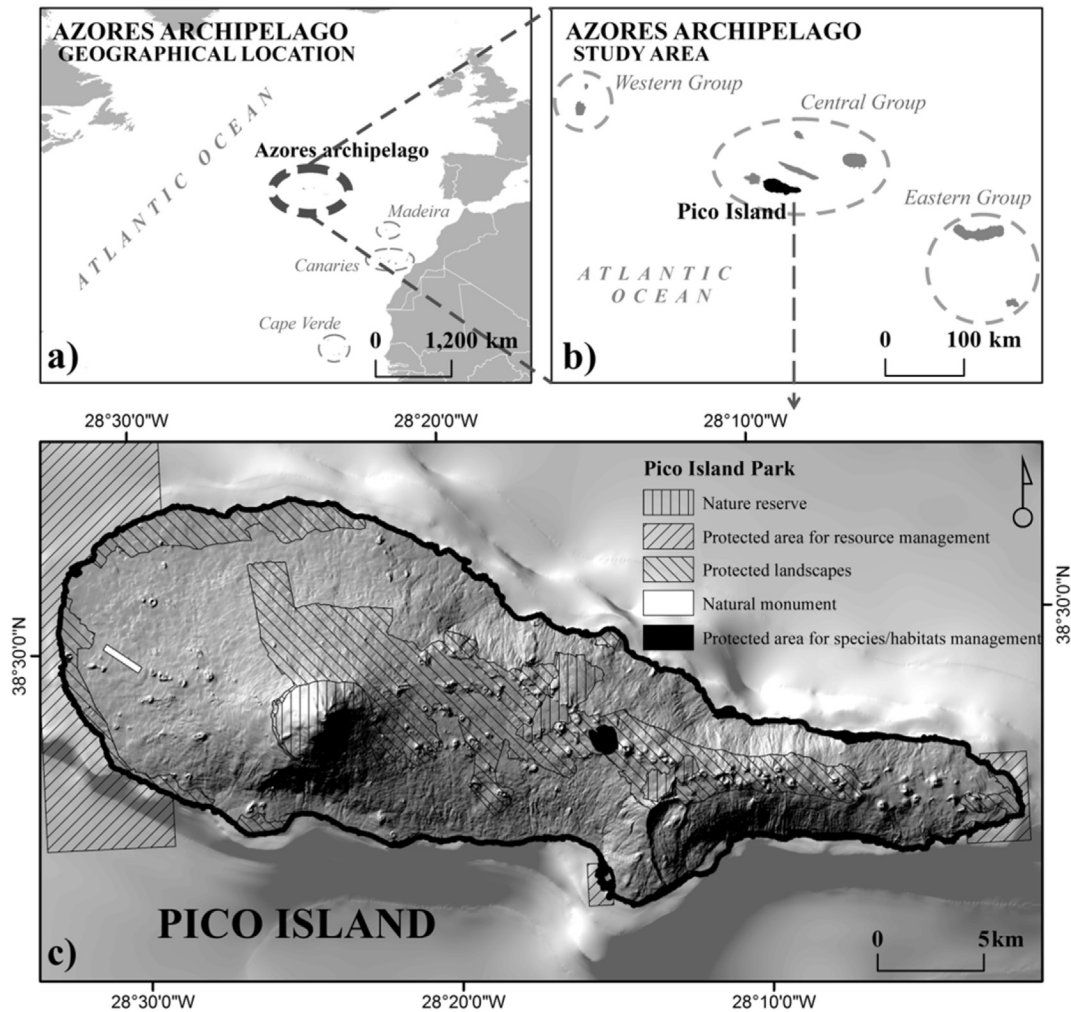 AZORES ARCHIPELAGO
GEOGRAPHICAL LOCATION
ATLANTIC OCEAN
Azores archipelago
Madeira
Canaries
Cape Verde
0 1,200 km
a)
AZORES ARCHIPELAGO
STUDY AREA
Western Group
Central Group
Pico Island
Eastern Group
ATLANTIC
OCEAN
0 100 km
b)
28°30'0"W 28°20'0"W 28°10'0"W
Pico Island Park
Nature reserve
Protected area for resource management
Protected landscapes
Natural monument
Protected area for species/habitats management
38°30'0"N
38°30'0"N
PICO ISLAND
0 5km
c)
28°30'0"W 28°20'0"W 28°10'0"W